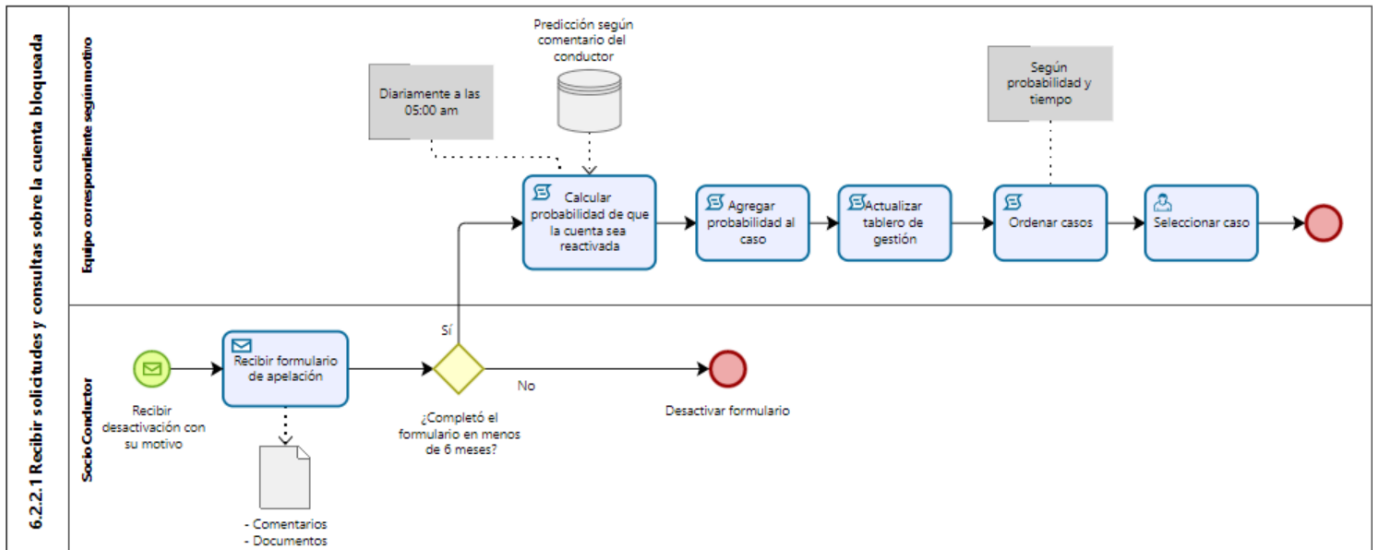 6.2.2.1 Recibir solicitudes y consultas sobre la cuenta bloqueada
Equipo correspondiente según motivo
Diariamente a las
05:00 am
Predicción según
comentario del
conductor
Según
probabilidad y
tiempo
Calcular
probabilidad de que
la cuenta sea
reactivada
Agregar
probabilidad al
caso
Actualizar
tablero de
gestión
Ordenar casos
Seleccionar caso
Socio Conductor
Recibir
desactivación con
su motivo
Recibir formulario
de apelación
- Comentarios
- Documentos
Sí
¿Completó el
formulario en menos
de 6 meses?
No
Desactivar formulario